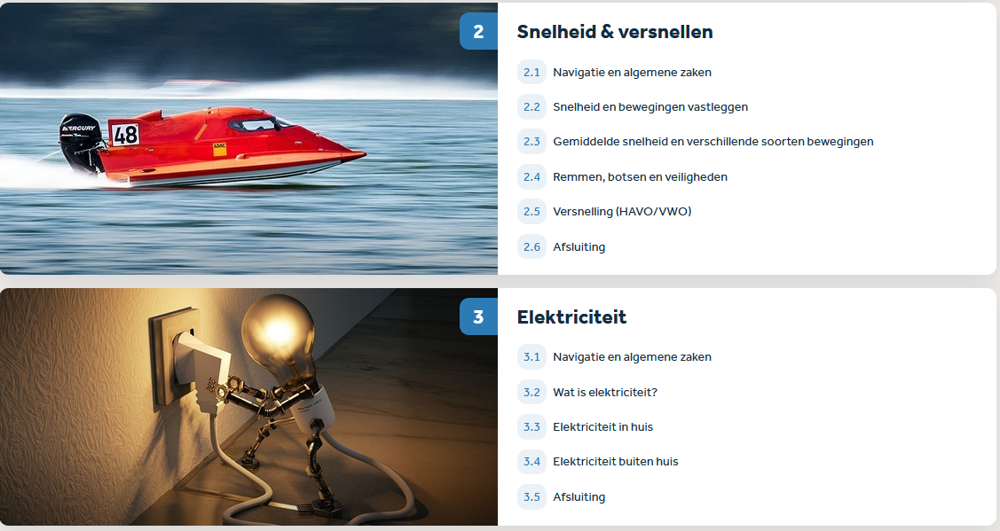 2
Snelheid & versnellen
2.1 Navigatie en algemene zaken
2.2 Snelheid en bewegingen vastleggen
2.3 Gemiddelde snelheid en verschillende soorten bewegingen
2.4 Remmen, botsen en veiligheden
2.5 Versnelling (HAVO/VWO)
2.6 Afsluiting
MERCURY
48
ADAC
3
Elektriciteit
3.1 Navigatie en algemene zaken
3.2 Wat is elektriciteit?
3.3 Elektriciteit in huis
3.4 Elektriciteit buiten huis
3.5 Afsluiting